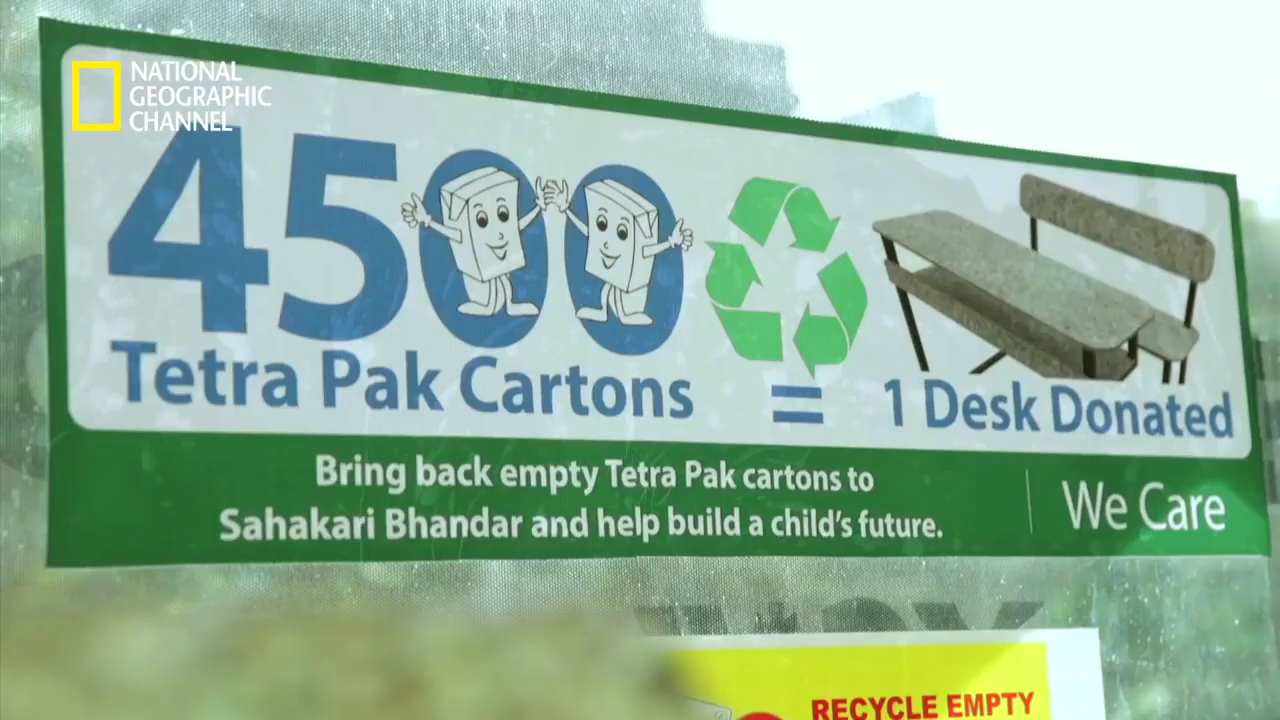 NATIONAL
GEOGRAPHIC
CHANNEL
4500
Tetra Pak Cartons = 1 Desk Donated
Bring back empty Tetra Pak cartons to
Sahakari Bhandar and help build a child's future.
We Care
RECYCLE EMPTY